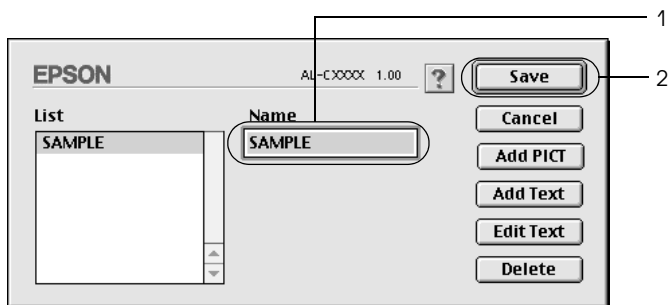 1
EPSON
AL-CXXXX 1.00
?
Save
2
List
Name
Cancel
SAMPLE
SAMPLE
Add PICT
Add Text
Edit Text
Delete